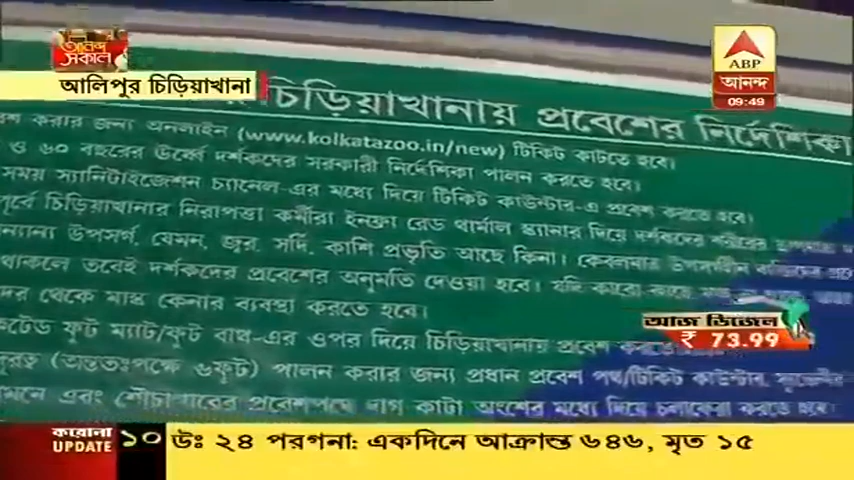 আনন্দ সকাল
আলিপুর চিড়িয়াখানা
ABP
আনন্দ
09:49
চিড়িয়াখানায় প্রবেশের নির্দেশিকা
করার জন্য অনলাইন (www.kolkatazoo.in/new) টিকিট কাটতে হবে।
ও ৬০ বছরের উর্ধ্বে দর্শকদের সরকারী নির্দেশিকা পালন করতে হবে।
সময় স্যানিটাইজেশন চ্যানেল-এর মধ্যে দিয়ে টিকিট কাউন্টার-এ প্রবেশ করতে হবে।
পূর্বে চিড়িয়াখানার নিরাপত্তা কর্মীরা ইনফ্রা রেড থার্মাল স্ক্যানার দিয়ে দর্শকদের শরীরের
উপসর্গ, যেমন, জ্বর, সর্দি, কাশি প্রভৃতি আছে কিনা। কেবলমাত্র
থাকলে তবেই দর্শকদের প্রবেশের অনুমতি দেওয়া হবে। যদি কারো কাছে
থেকে মাস্ক কেনার ব্যবস্থা করতে হবে।
ফুট ম্যাট/ফুট বাথ-এর ওপর দিয়ে চিড়িয়াখানায় প্রবেশ
দূরত্ব (অন্ততঃপক্ষে ৬ফুট) পালন করার জন্য প্রধান প্রবেশ পথ/টিকিট কাউন্টার,
এবং শৌচাগারের প্রবেশপথে দাগ কাটা অংশের মধ্যে দিয়ে চলাফেরা করতে হবে।
আজ ডিজেল
₹ 73.99
করোনা UPDATE ১০ উঃ ২৪ পরগনা: একদিনে আক্রান্ত ৬৪৬, মৃত ১৫